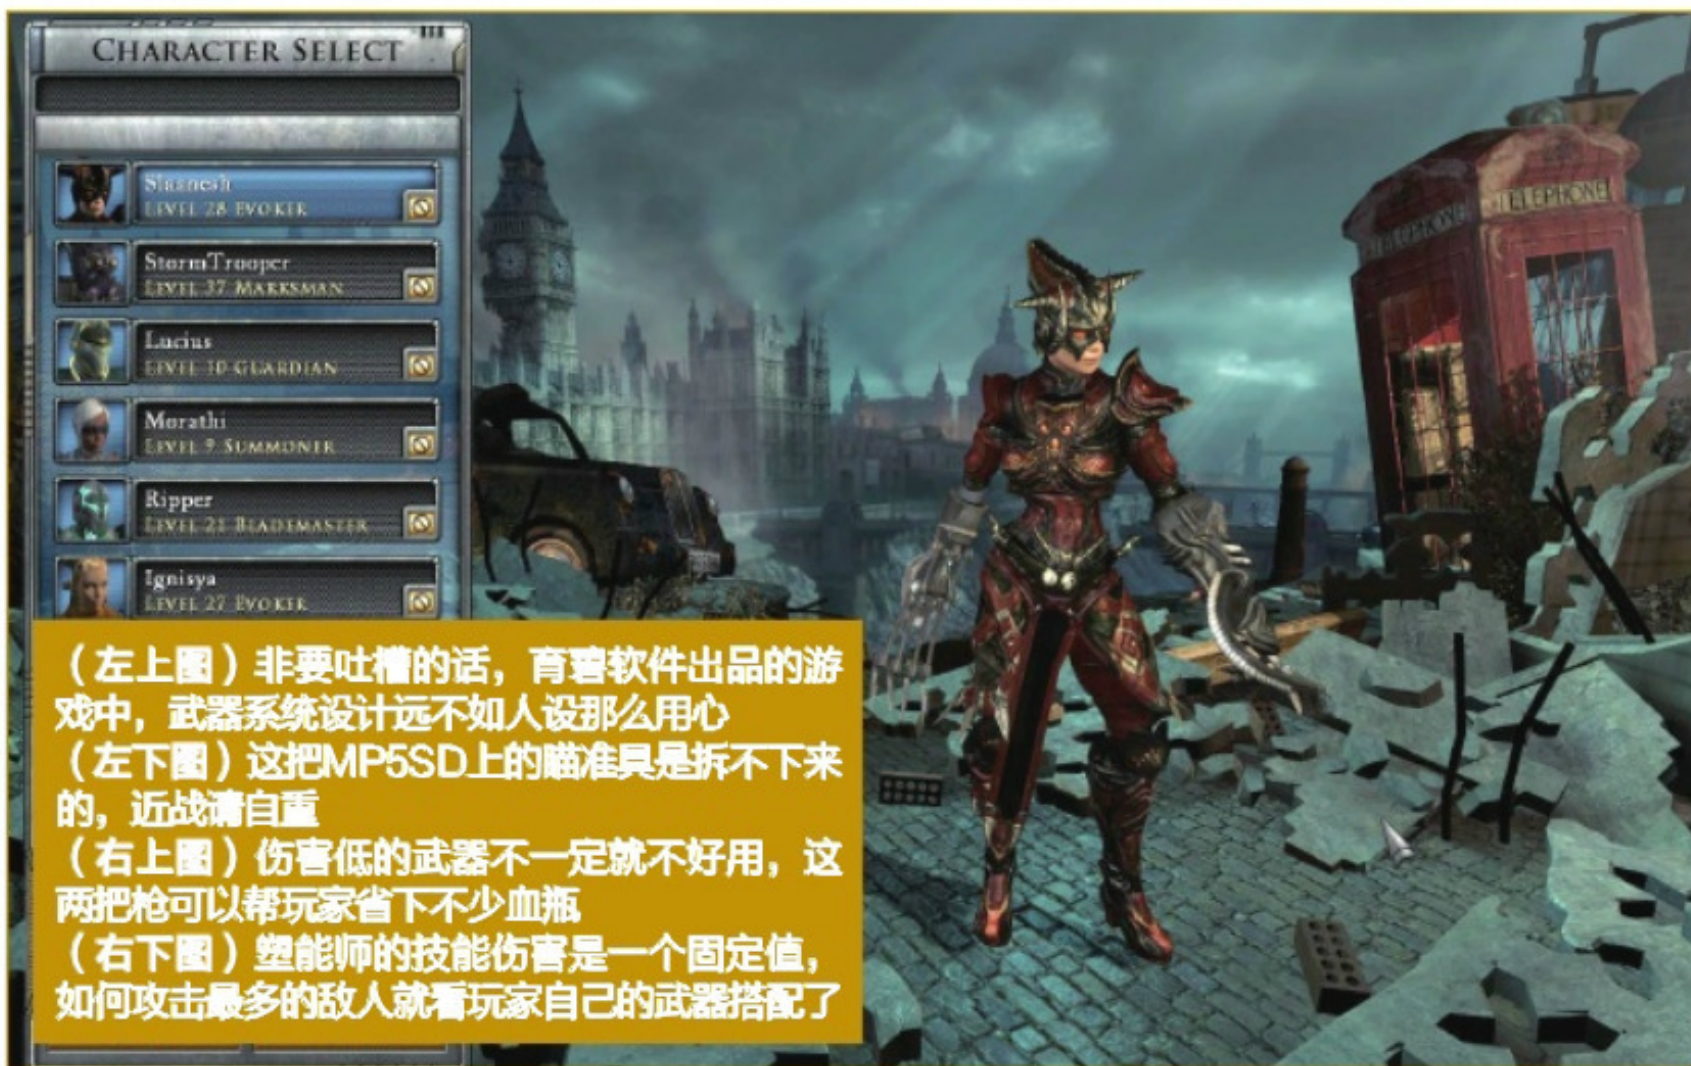 CHARACTER SELECT
Slaanesh
LEVEL 28 EVOKER
StormTrooper
LEVEL 37 MARKSMAN
Lucius
LEVEL 10 GUARDIAN
Morathi
LEVEL 9 SUMMONER
Ripper
LEVEL 21 BLADEMASTER
Ignisya
LEVEL 27 EVOKER
TELEPHONE
TELEPHONE
（左上图）非要吐槽的话，育碧软件出品的游
戏中，武器系统设计远不如人设那么用心
（左下图）这把MP5SD上的瞄准具是拆不下来
的，近战请自重
（右上图）伤害低的武器不一定就不好用，这
两把枪可以帮玩家省下不少血瓶
（右下图）塑能师的技能伤害是一个固定值，
如何攻击最多的敌人就看玩家自己的武器搭配了